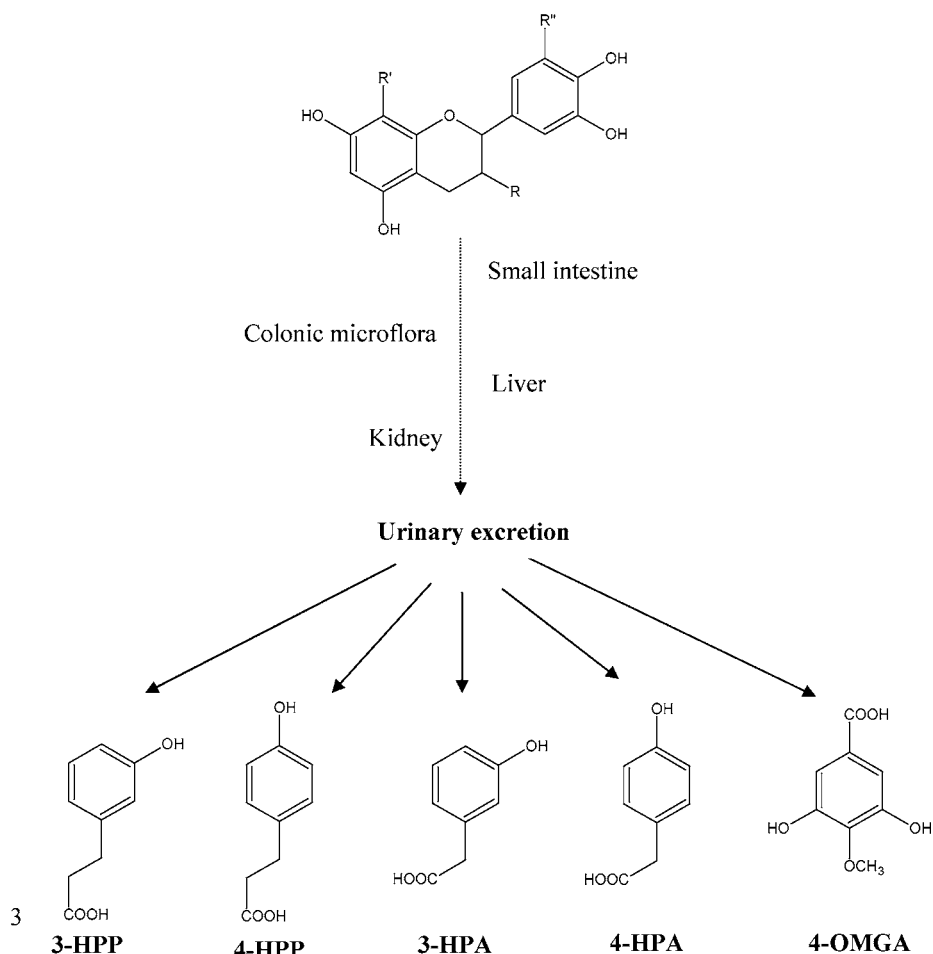 R"
OH
R'
HO
O
OH
R
OH
Small intestine
Colonic microflora
Liver
Kidney
Urinary excretion
OH
COOH
OH
OH
OH
HO
OH
HOOC
HOOC
OCH3
3
COOH
COOH
3-HPP
4-HPP
3-HPA
4-HPA
4-OMGA